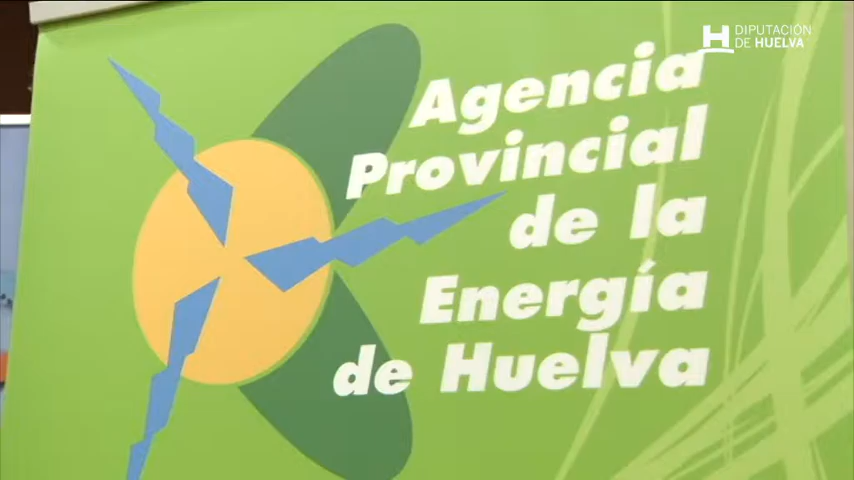 H DIPUTACIÓN
DE HUELVA
Agencia
Provincial
de la
Energía
de Huelva